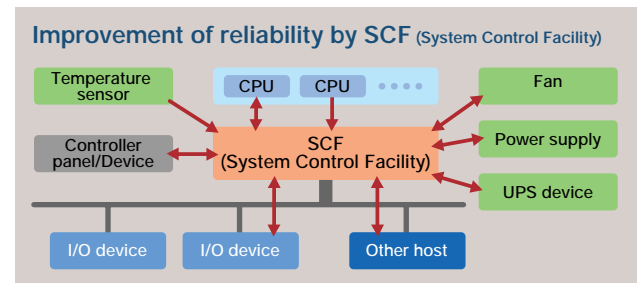 Improvement of reliability by SCF (System Control Facility)
Temperature
sensor
CPU
CPU
Fan
Controller
panel/Device
SCF
(System Control Facility)
Power supply
UPS device
I/O device
I/O device
Other host